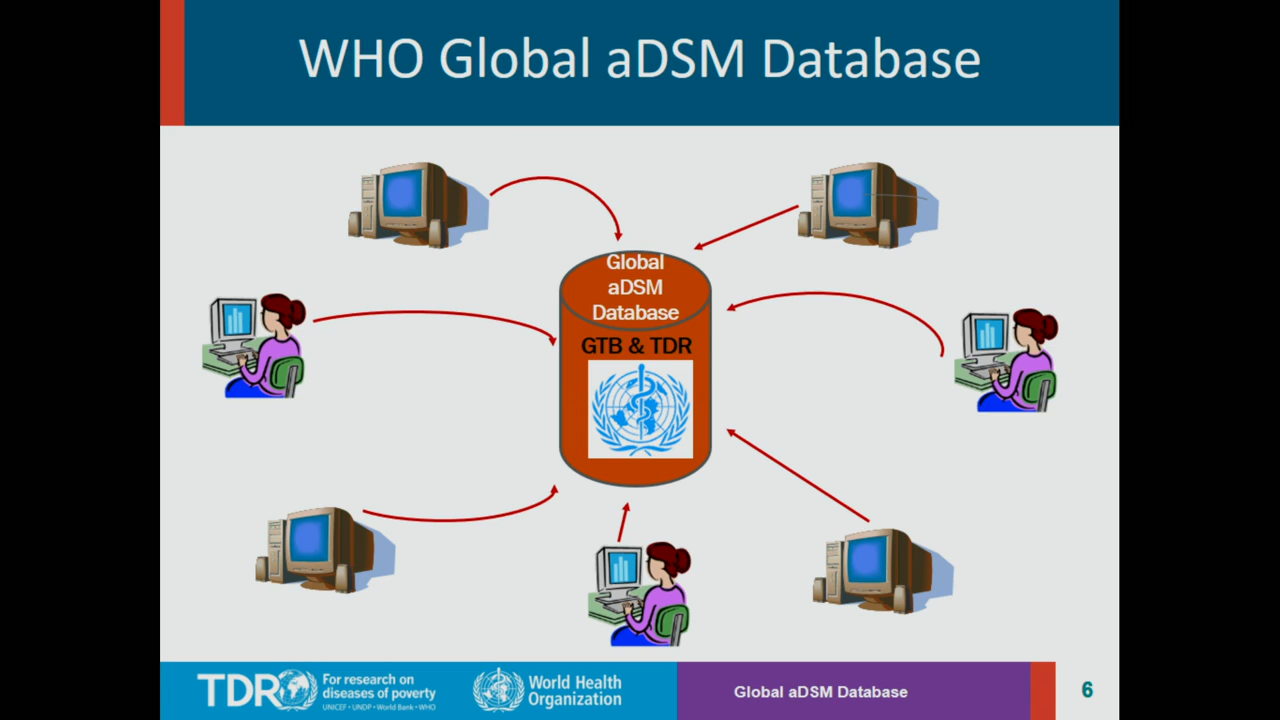 WHO Global aDSM Database
Global
aDSM
Database
GTB & TDR
TDR
For research on
diseases of poverty
UNICEF • UNDP • World Bank • WHO
World Health
Organization
Global aDSM Database
6